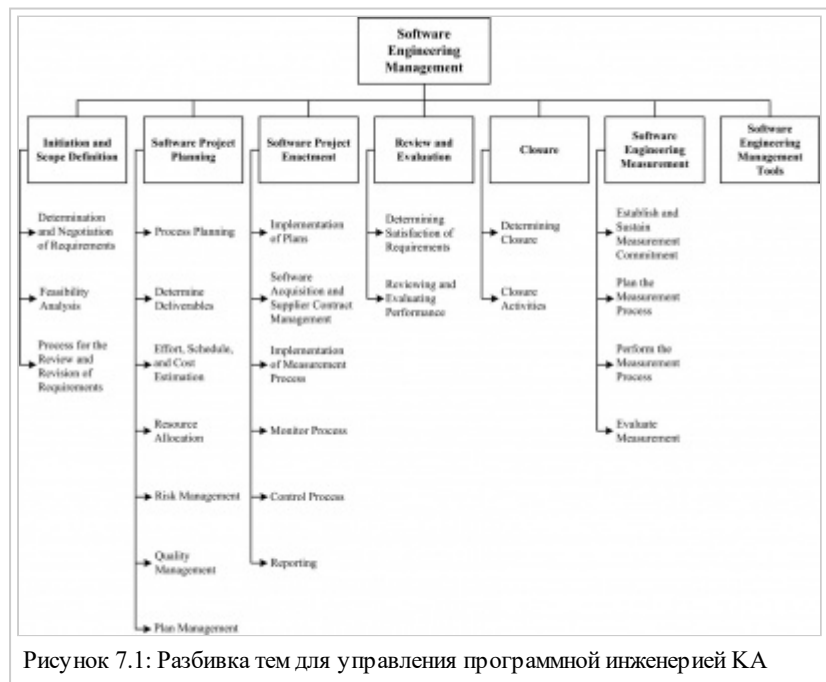 Software
Engineering
Management
Initiation and
Scope Definition
Software Project
Planning
Software Project
Enactment
Review and
Evaluation
Closure
Software
Engineering
Measurement
Software
Engineering
Management
Tools
Determination
and Negotiation
of Requirements
Feasibility
Analysis
Process for the
Review and
Revision of
Requirements
Process Planning
Determine
Deliverables
Effort, Schedule,
and Cost
Estimation
Resource
Allocation
Risk Management
Quality
Management
Plan Management
Implementation
of Plans
Software
Acquisition and
Supplier Contract
Management
Implementation
of Measurement
Process
Monitor Process
Control Process
Reporting
Determining
Satisfaction of
Requirements
Reviewing and
Evaluating
Performance
Determining
Closure
Closure
Activities
Establish and
Sustain
Measurement
Commitment
Plan the
Measurement
Process
Perform the
Measurement
Process
Evaluate
Measurement
Рисунок 7.1: Разбивка тем для управления программной инженерией KA